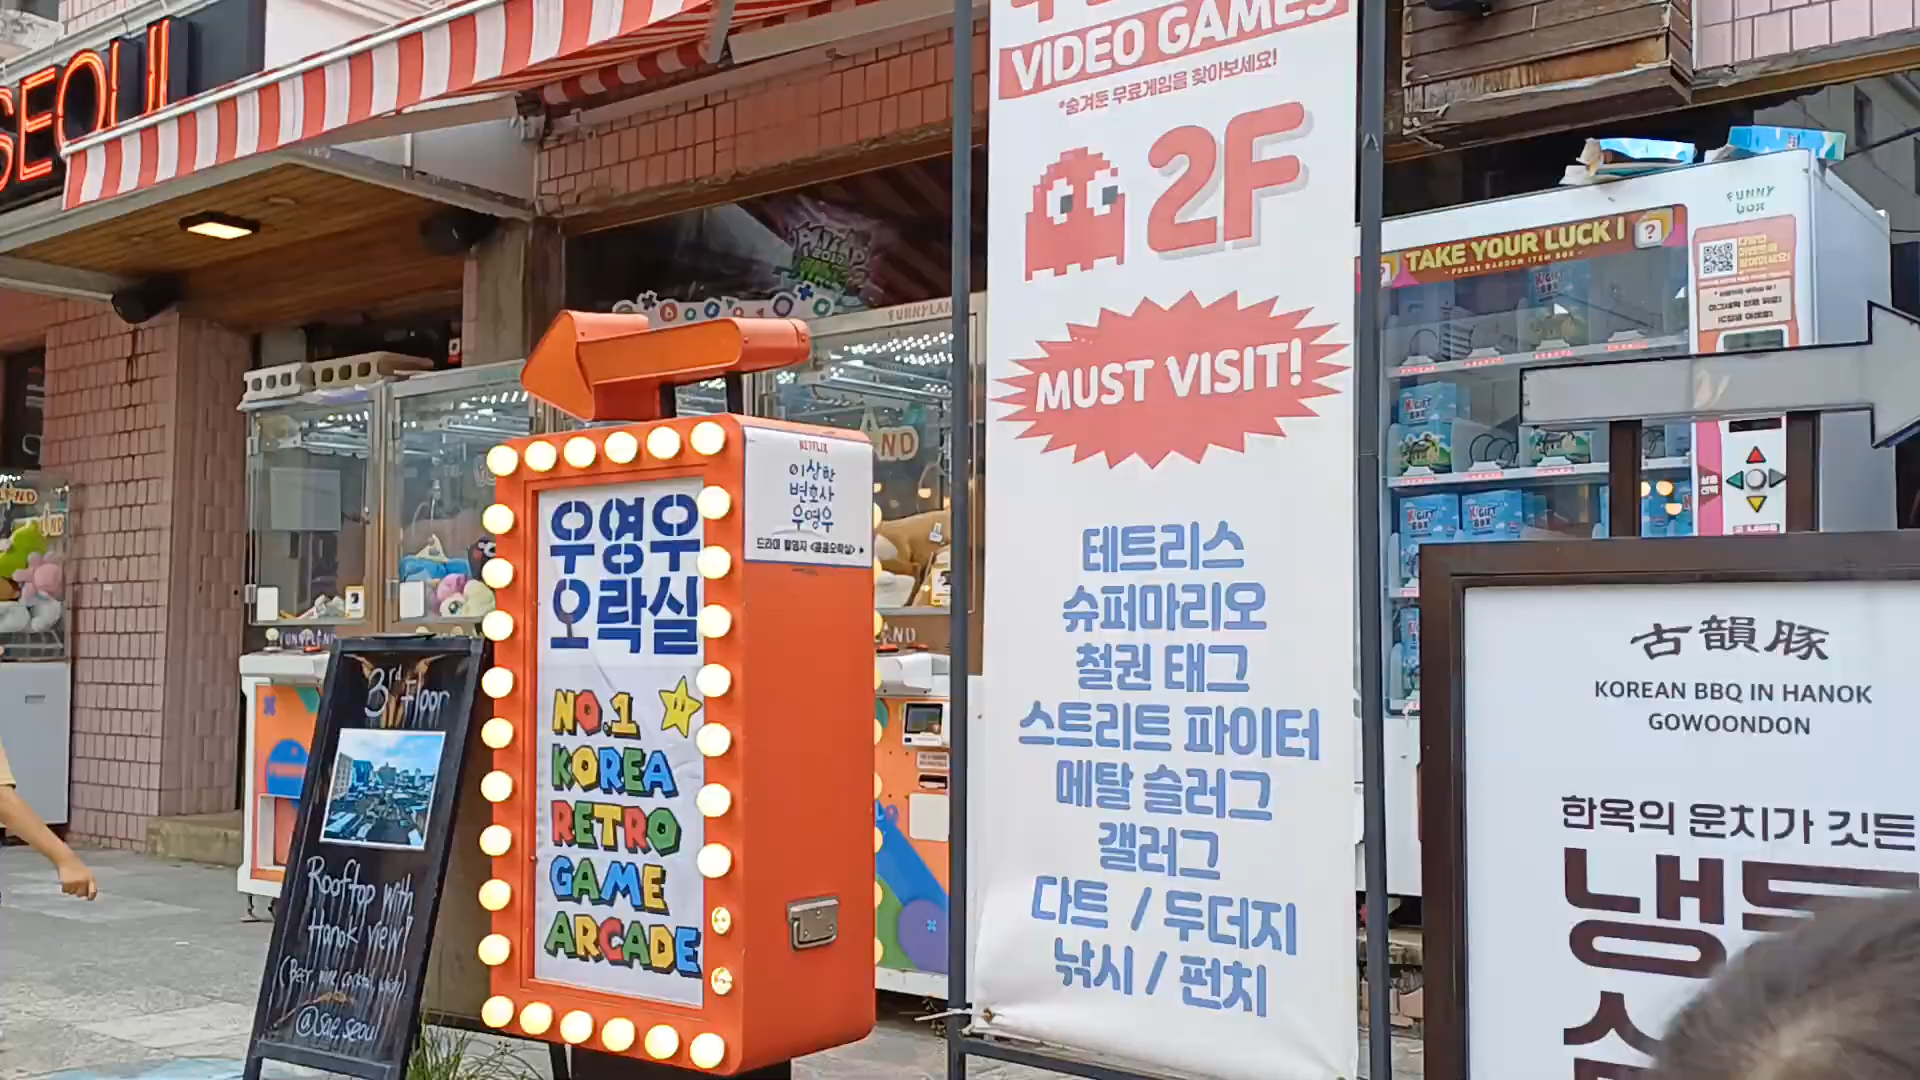 SEOUL
VIDEO GAMES
*숨겨둔 무료게임을 찾아보세요!
2F
MUST VISIT!
테트리스
슈퍼마리오
철권 태그
스트리트 파이터
메탈 슬러그
갤러그
다트 / 두더지
낚시 / 펀치
NETFLIX
이상한
변호사
우영우
우영우
오락실
NO.1
KOREA
RETRO
GAME
ARCADE
3rd Floor
Rooftop with
Hanok view!
@sae.seoul
FUNNYLAND
FUNNY
box
TAKE YOUR LUCK!
K!GIFT
BOX
古韻豚
KOREAN BBQ IN HANOK
GOWOONDON
한옥의 운치가 깃든